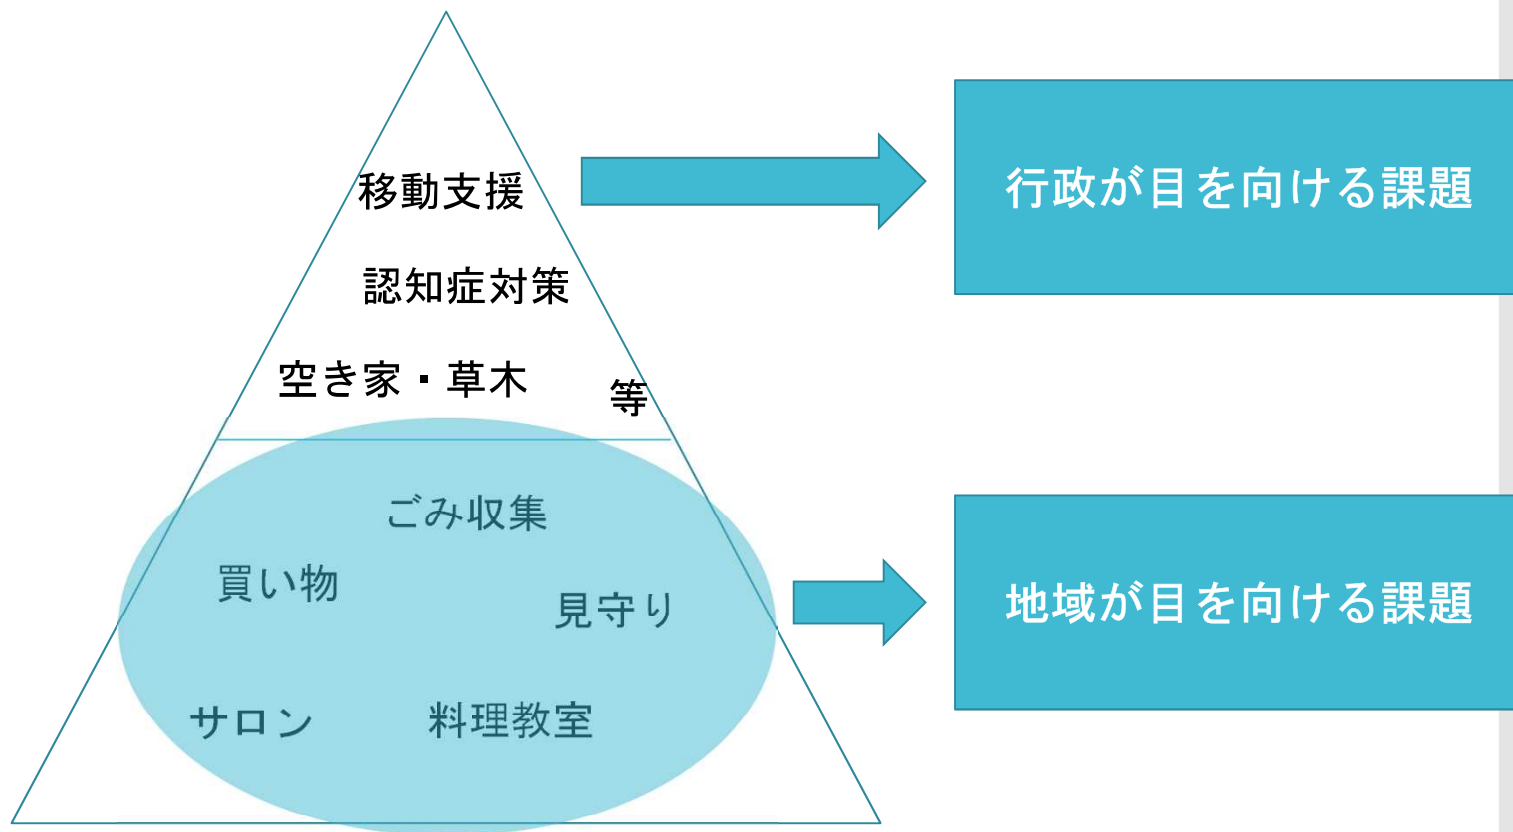 移動支援
行政が目を向ける課題
認知症対策
空き家・草木
等
ごみ収集
買い物
見守り
地域が目を向ける課題
サロン
料理教室